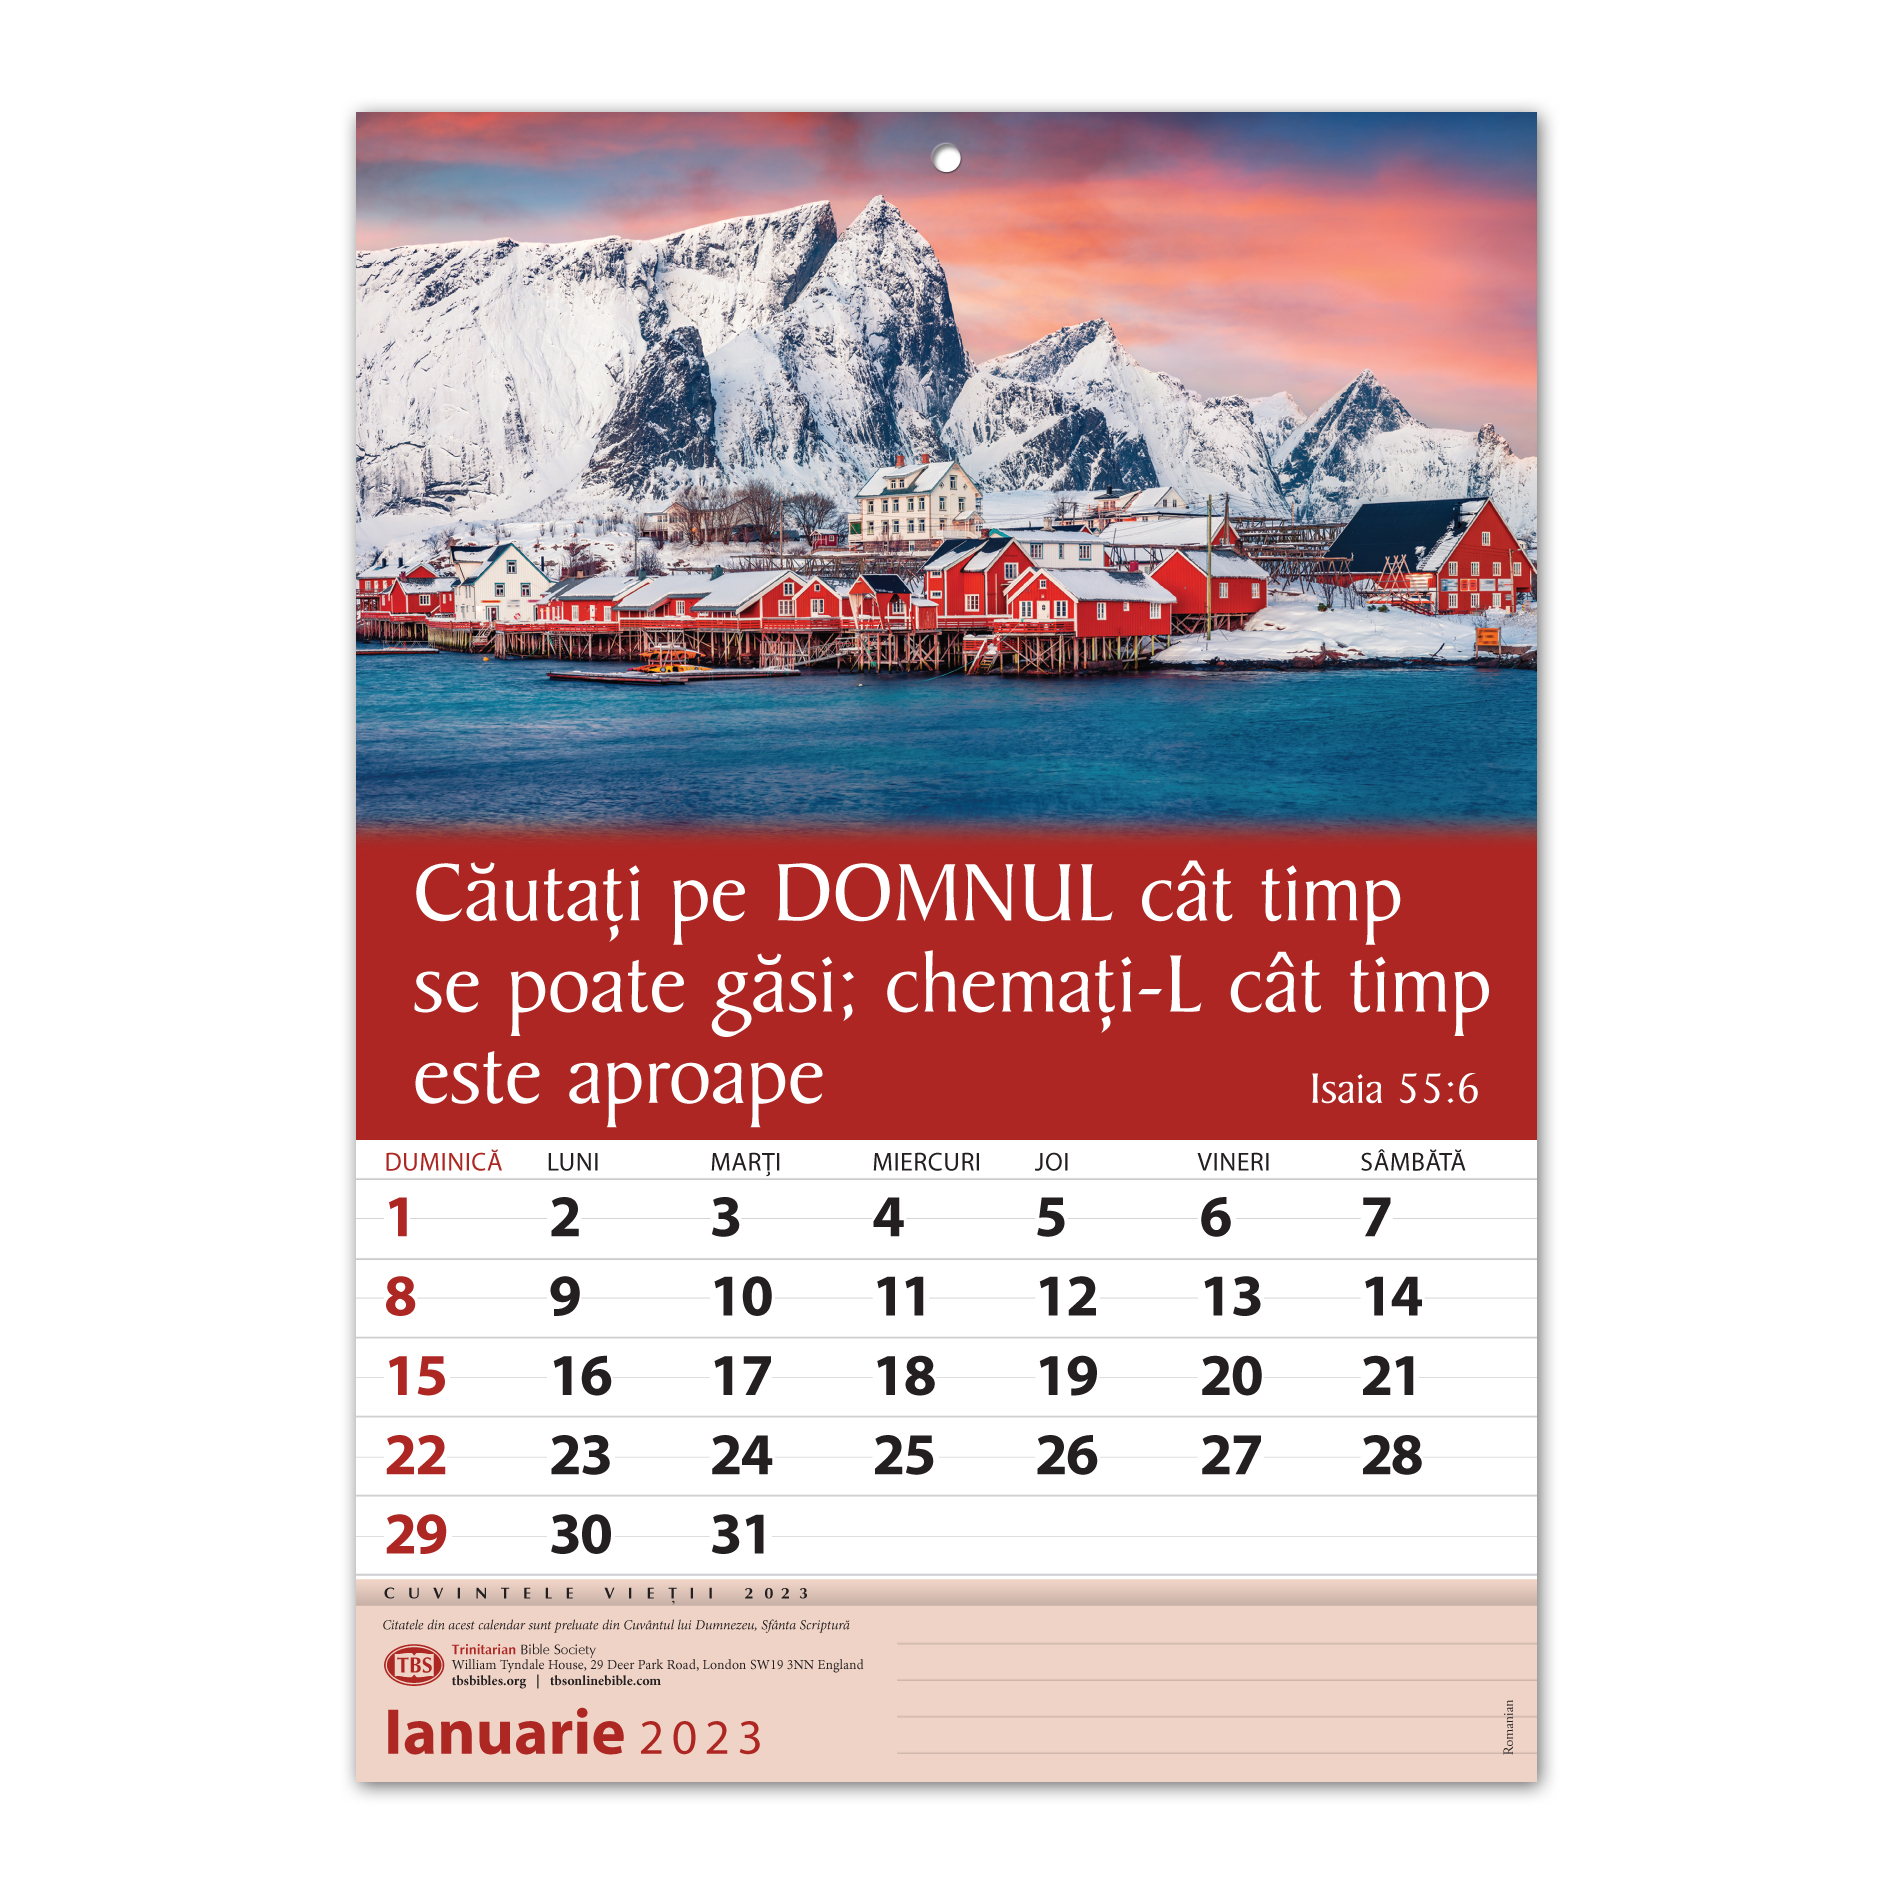 Căutați pe DOMNUL cât timp
se poate găsi; chemați-L cât timp
este aproape
Isaia 55:6
DUMINICĂ LUNI MARȚI MIERCURI JOI VINERI SÂMBĂTĂ
1 2 3 4 5 6 7
8 9 10 11 12 13 14
15 16 17 18 19 20 21
22 23 24 25 26 27 28
29 30 31
CUVINTELE VIEȚII 2023
Citatele din acest calendar sunt preluate din Cuvântul lui Dumnezeu, Sfânta Scriptură
TBS
Trinitarian Bible Society
William Tyndale House, 29 Deer Park Road, London SW19 3NN England
tbsbibles.org | tbsonlinebible.com
Ianuarie 2023
Romanian